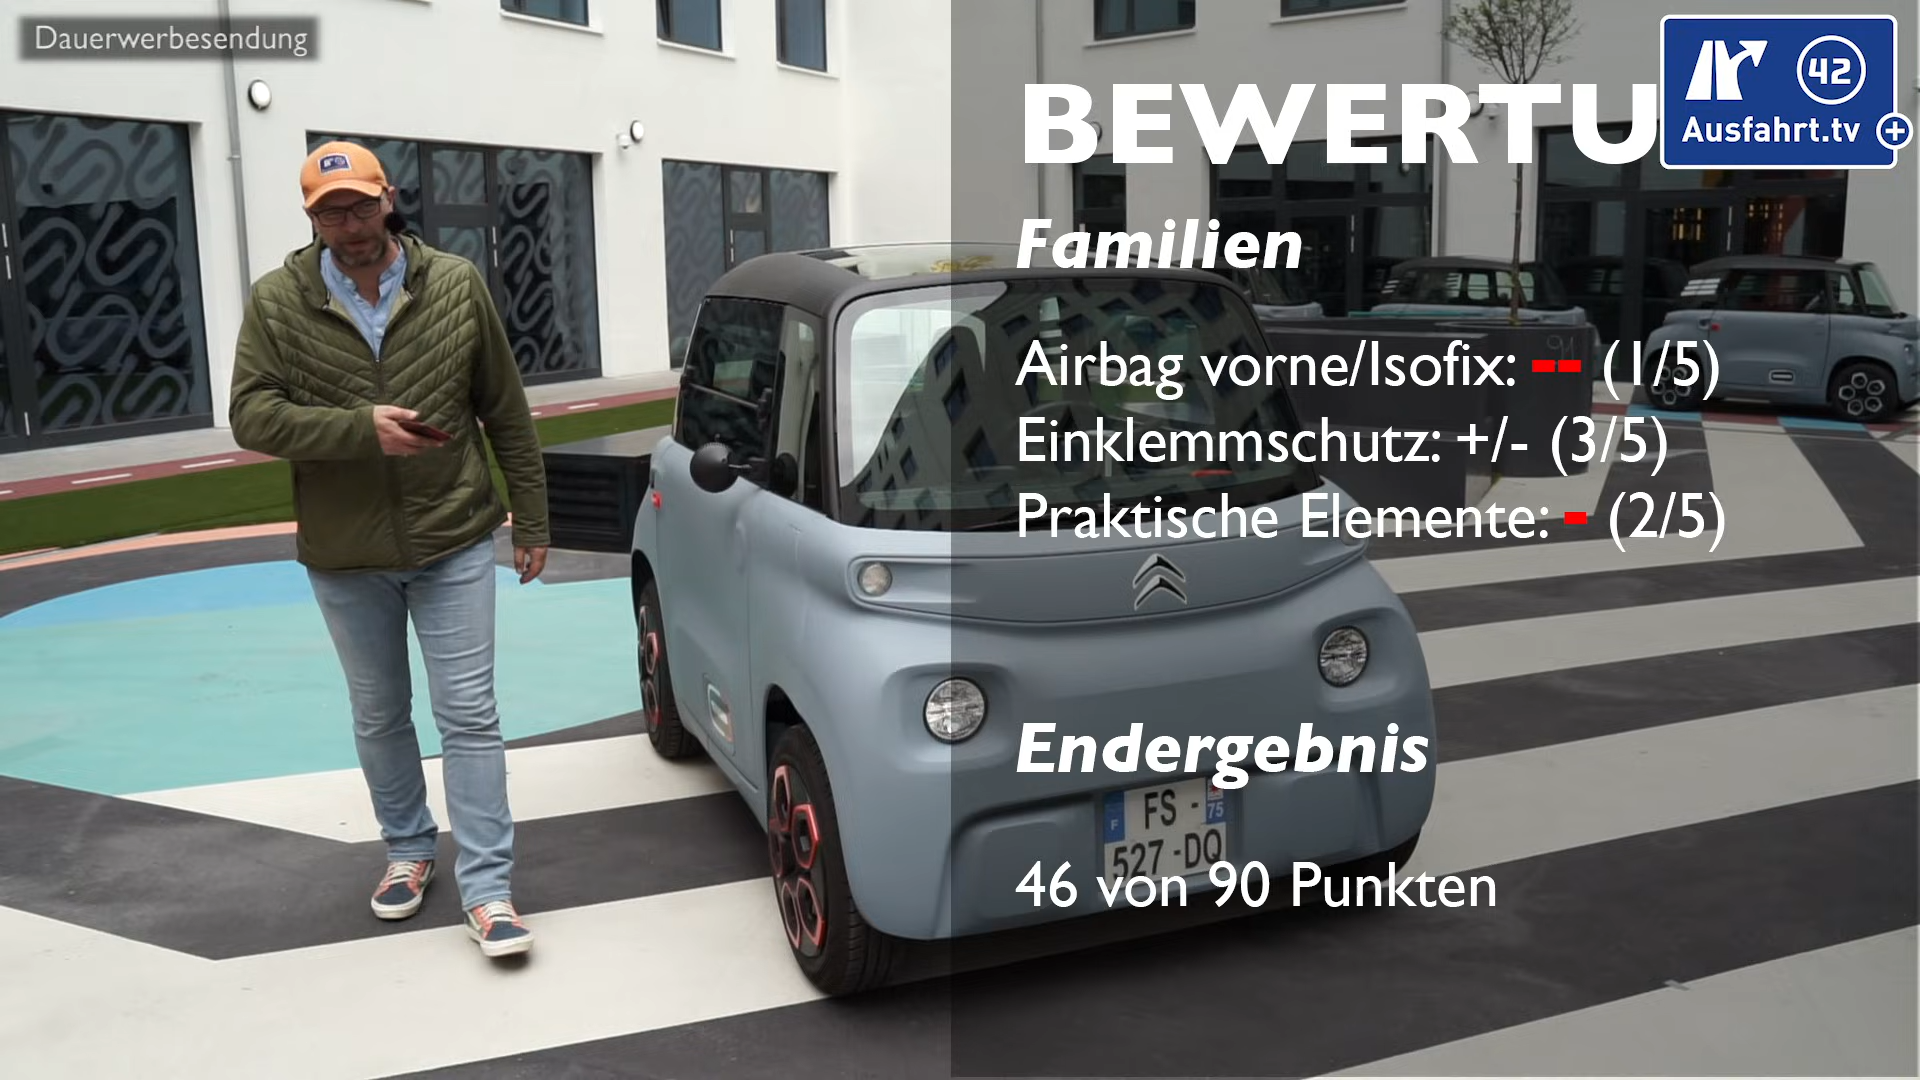 Dauerwerbesendung
BEWERTU
42
Ausfahrt.tv +
Familien
Airbag vorne/Isofix: -- (1/5)
Einklemmschutz: +/- (3/5)
Praktische Elemente: - (2/5)
Endergebnis
FS - 75
F
527 -DQ
46 von 90 Punkten